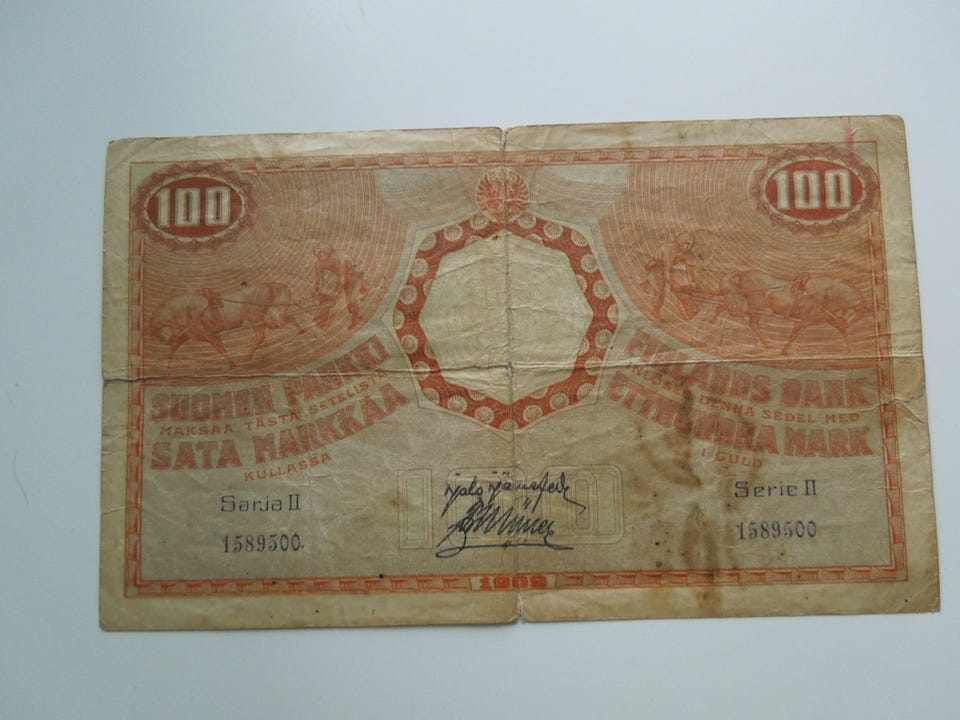 100
100
SUOMEN PANKKI
MAKSAA TÄSTÄ SETELISTÄ
SATA MARKKAA
KULLASSA
FINLANDS BANK
INLÖSER DENNA SEDEL MED
ETTHUNDRA MARK
I GULD
Sarja II
1589500
Serie II
1589500
100
1909